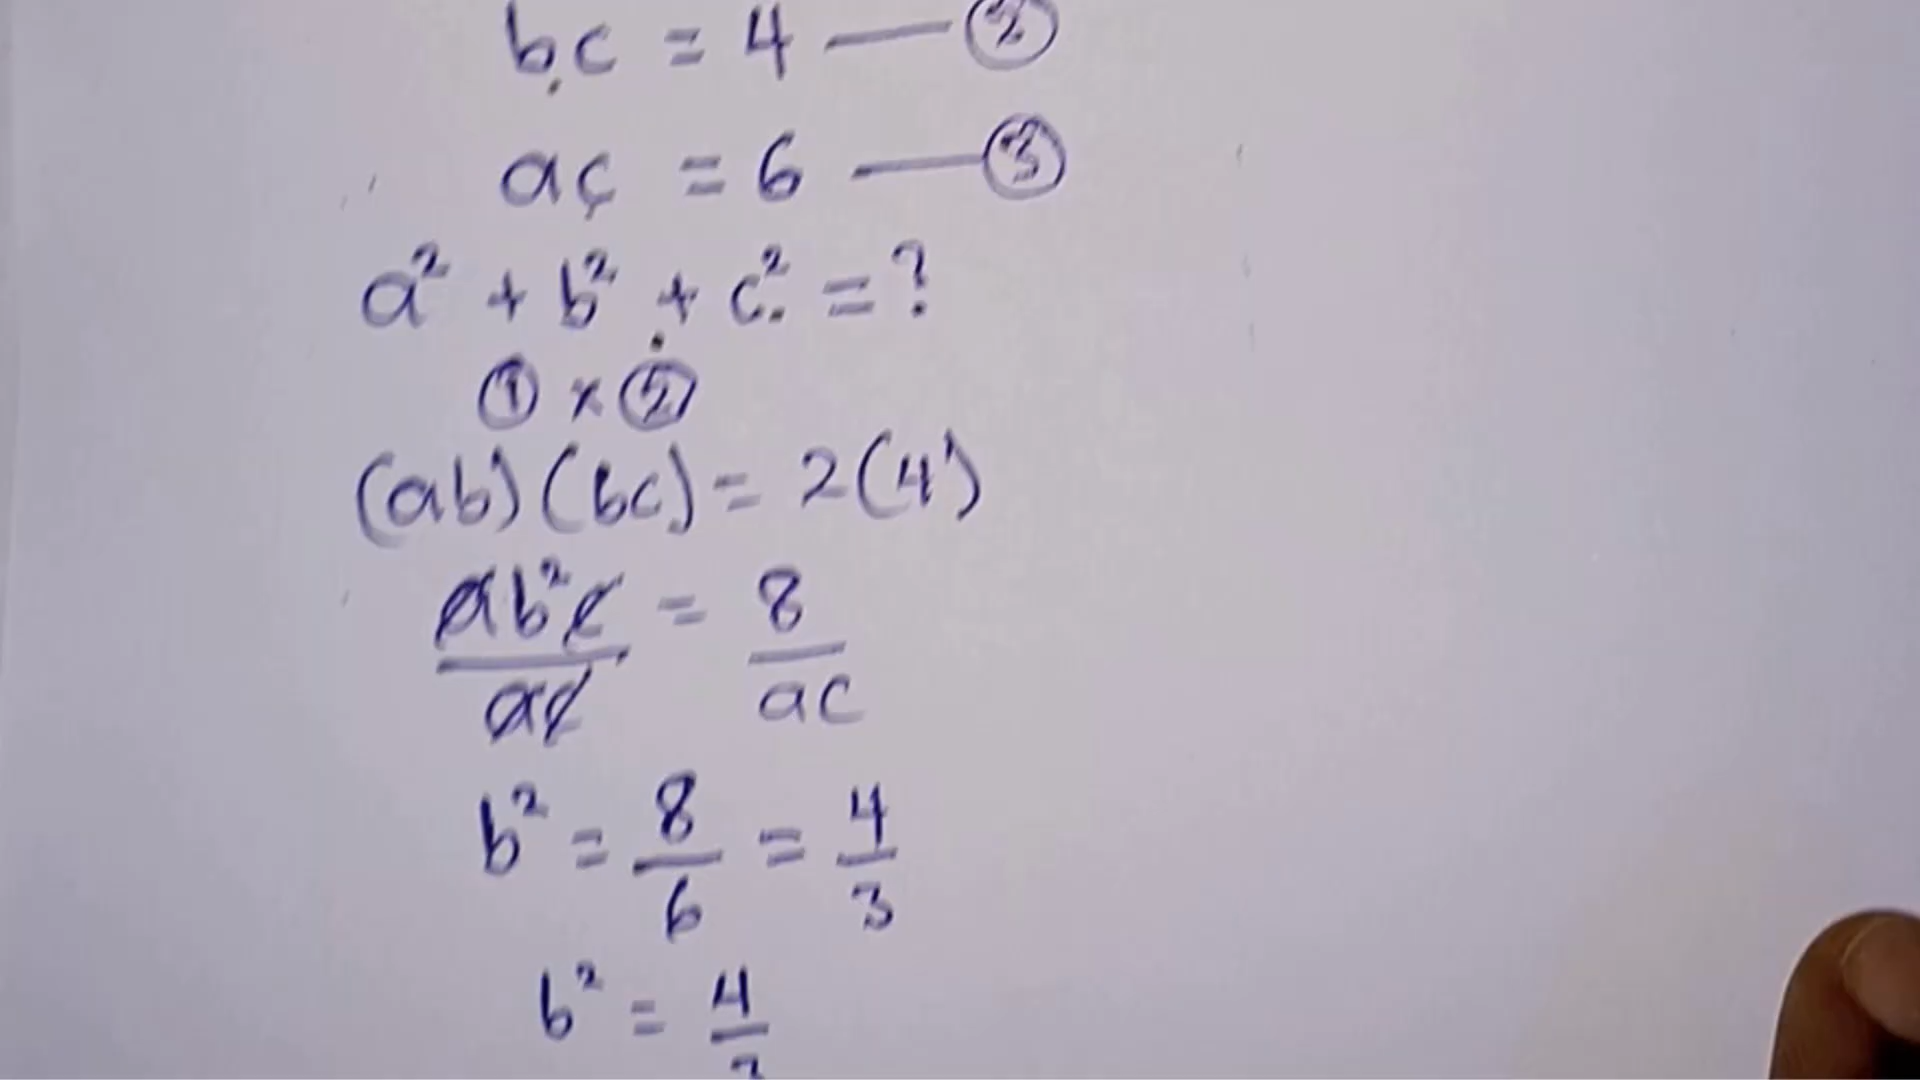 bc = 4 — ②
ac = 6 — ③
a² + b² + c² = ?
① × ②
(ab)(bc) = 2(4)
ab²c/ac = 8/ac
b² = 8/6 = 4/3
b² = 4/